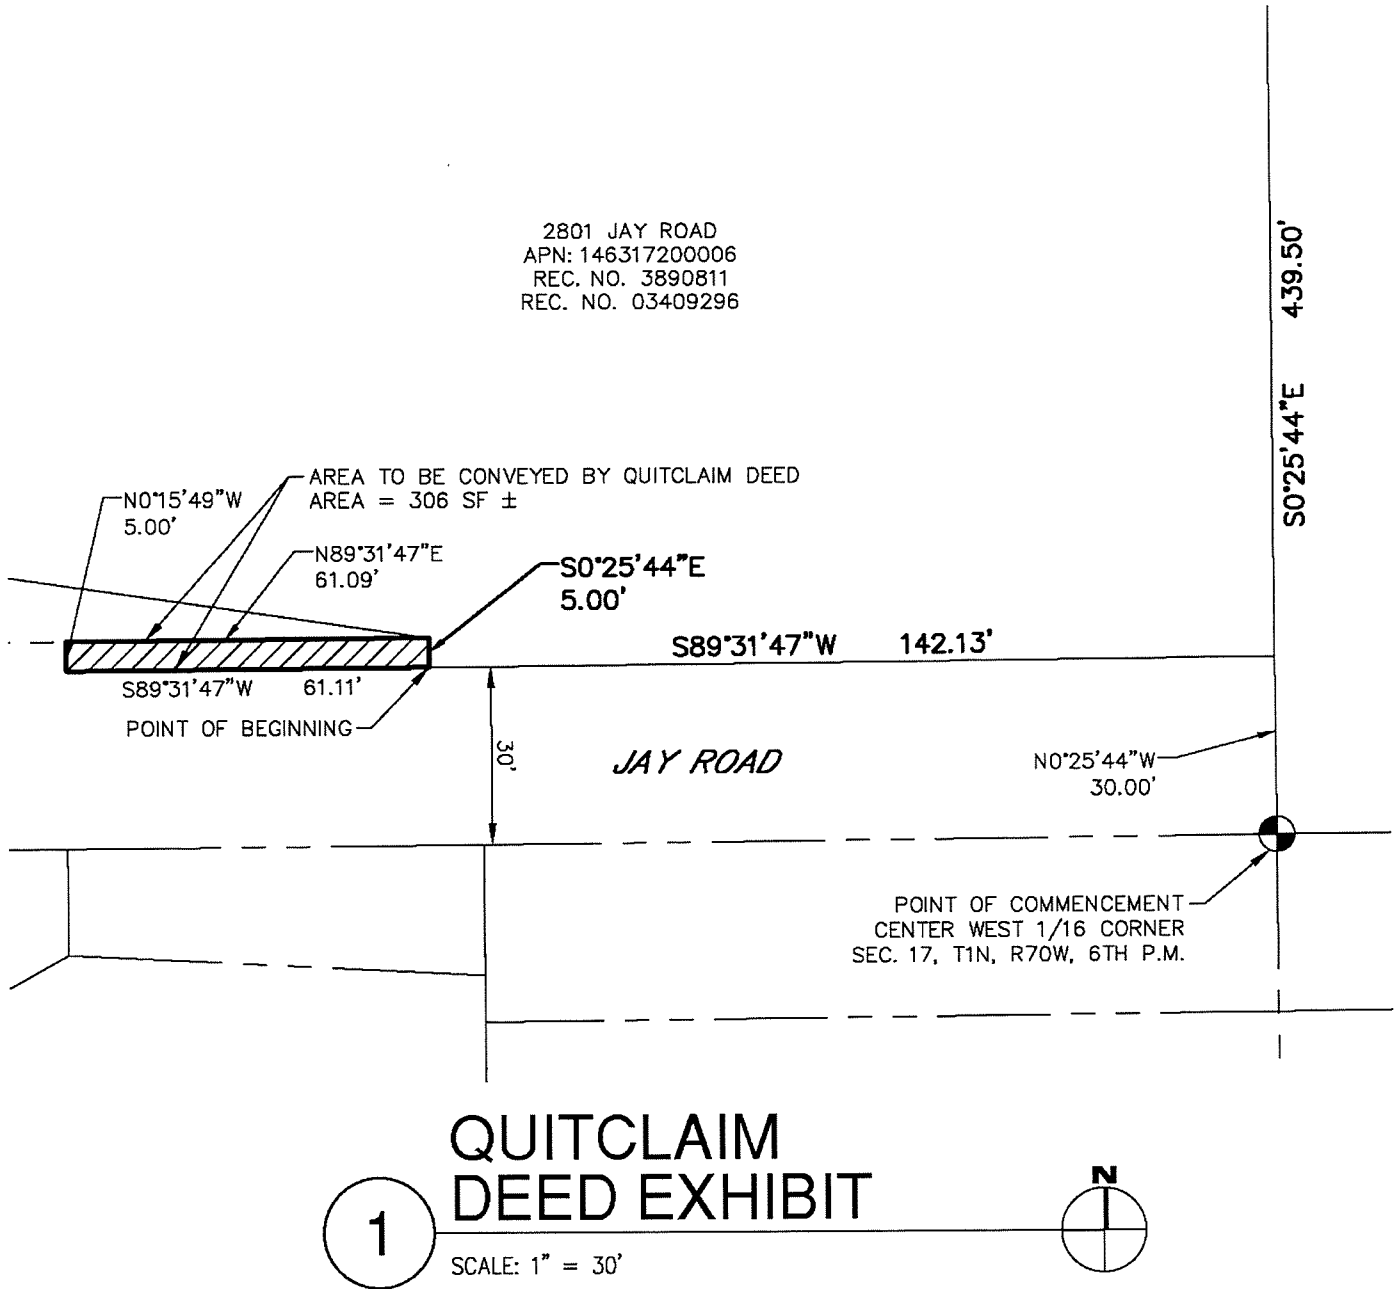 2801 JAY ROAD
APN: 146317200006
REC. NO. 3890811
REC. NO. 03409296
S0°25'44"E 439.50'
AREA TO BE CONVEYED BY QUITCLAIM DEED
AREA = 306 SF ±
N0°15'49"W
5.00'
N89°31'47"E
61.09'
S0°25'44"E
5.00'
S89°31'47"W 142.13'
S89°31'47"W 61.11'
POINT OF BEGINNING
30'
JAY ROAD
N0°25'44"W
30.00'
POINT OF COMMENCEMENT
CENTER WEST 1/16 CORNER
SEC. 17, T1N, R70W, 6TH P.M.
QUITCLAIM
DEED EXHIBIT
1
SCALE: 1" = 30'
N